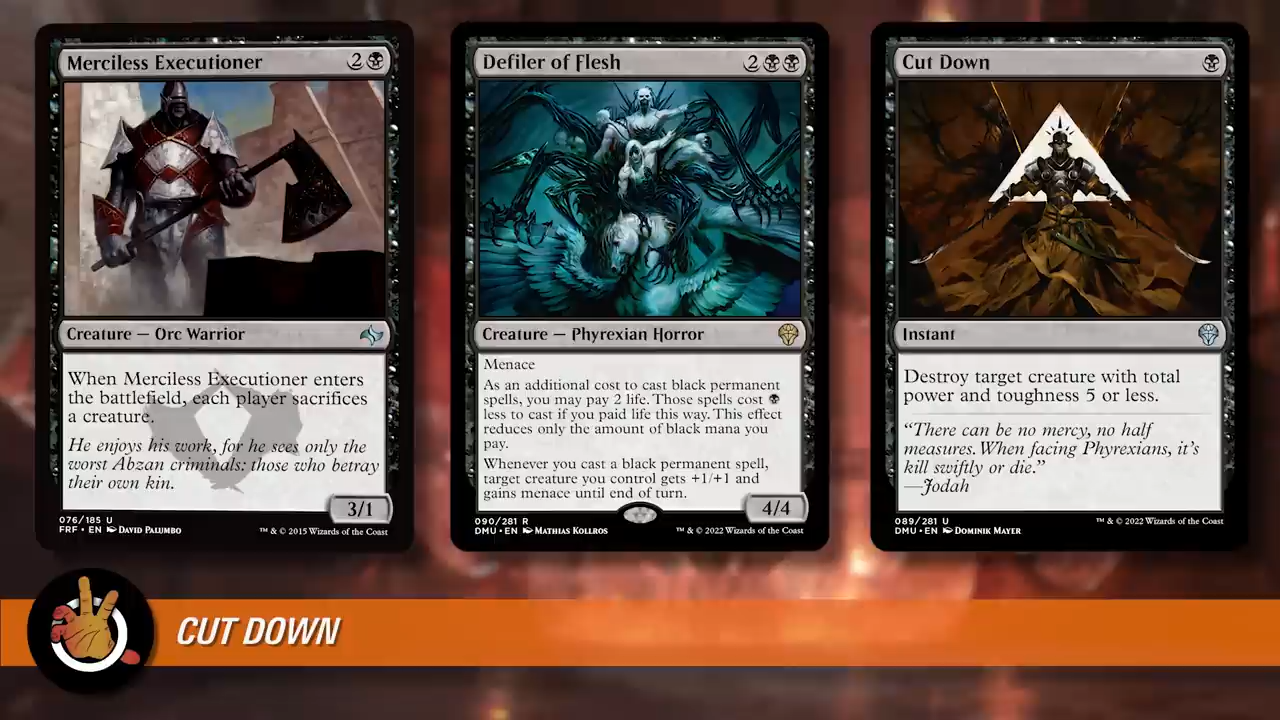 Merciless Executioner 2
Creature — Orc Warrior
When Merciless Executioner enters
the battlefield, each player sacrifices
a creature.
He enjoys his work, for he sees only the
worst Abzan criminals: those who betray
their own kin.
3/1
076/185 U
FRF • EN DAVID PALUMBO
™ & © 2015 Wizards of the Coast
Defiler of Flesh 2
Creature — Phyrexian Horror
Menace
As an additional cost to cast black permanent
spells, you may pay 2 life. Those spells cost
less to cast if you paid life this way. This effect
reduces only the amount of black mana you
pay.
Whenever you cast a black permanent spell,
target creature you control gets +1/+1 and
gains menace until end of turn.
4/4
090/281 R
DMU • EN MATHIAS KOLLROS
™ & © 2022 Wizards of the Coast
Cut Down
Instant
Destroy target creature with total
power and toughness 5 or less.
“There can be no mercy, no half
measures. When facing Phyrexians, it’s
kill swiftly or die.”
—Jodah
089/281 U
DMU • EN DOMINIK MAYER
™ & © 2022 Wizards of the Coast
CUT DOWN